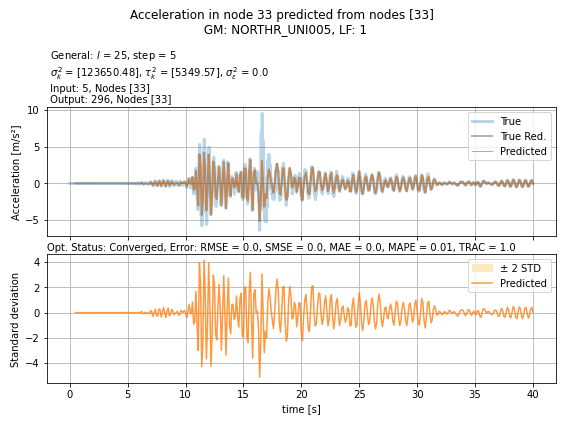 Acceleration in node 33 predicted from nodes [33]
GM: NORTHR_UNI005, LF: 1
General: l = 25, step = 5
σ²ₖ = [123650.48], τ²ₖ = [5349.57], σ²ε = 0.0
Input: 5, Nodes [33]
Output: 296, Nodes [33]
10
5
0
−5
Acceleration [m/s²]
True
True Red.
Predicted
Opt. Status: Converged, Error: RMSE = 0.0, SMSE = 0.0, MAE = 0.0, MAPE = 0.01, TRAC = 1.0
4
2
0
−2
−4
Standard deviation
± 2 STD
Predicted
0 5 10 15 20 25 30 35 40
time [s]